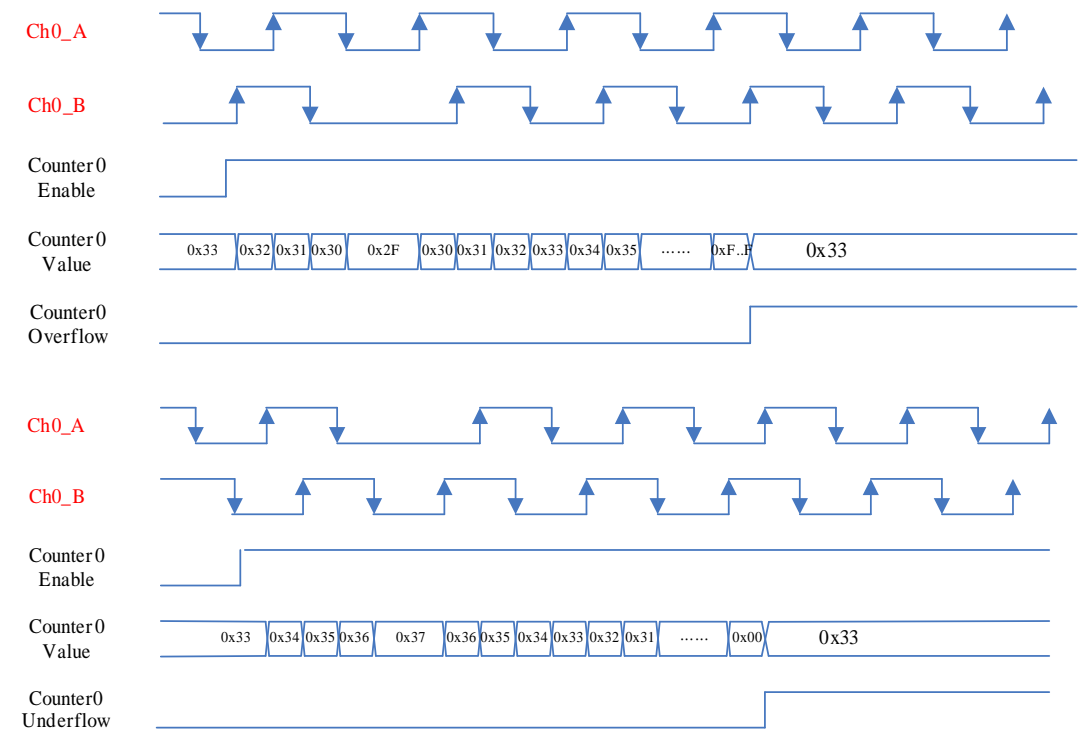 Ch0_A
Ch0_B
Counter0
Enable
Counter0
Value
0x33 0x32 0x31 0x30 0x2F 0x30 0x31 0x32 0x33 0x34 0x35 ...... 0xF..F 0x33
Counter0
Overflow
Ch0_A
Ch0_B
Counter0
Enable
Counter0
Value
0x33 0x34 0x35 0x36 0x37 0x36 0x35 0x34 0x33 0x32 0x31 ...... 0x00 0x33
Counter0
Underflow